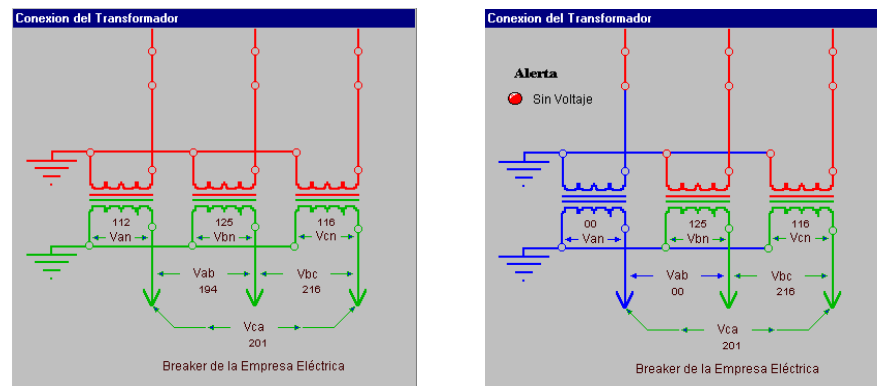 Conexion del Transformador
112 125 116
Van Vbn Vcn
Vab Vbc
194 216
Vca
201
Breaker de la Empresa Eléctrica
Conexion del Transformador
Alerta
Sin Voltaje
00 125 116
Van Vbn Vcn
Vab Vbc
00 216
Vca
201
Breaker de la Empresa Eléctrica